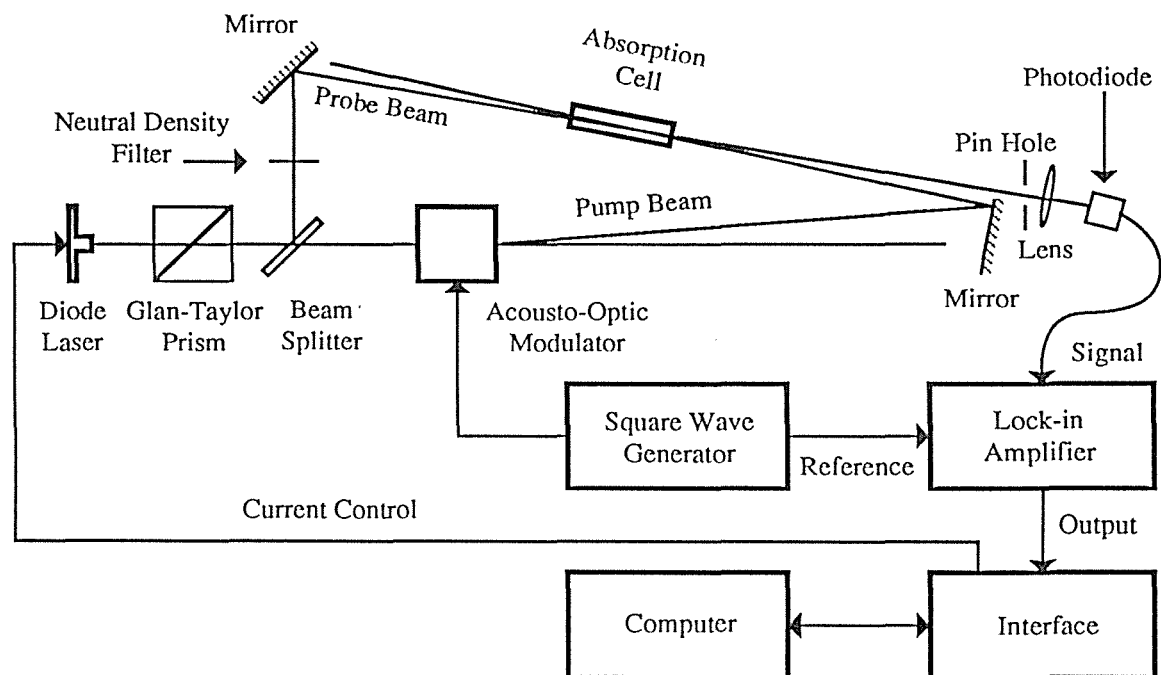 Mirror
Absorption
Cell
Photodiode
Probe Beam
Neutral Density
Filter
Pin Hole
Pump Beam
Lens
Mirror
Diode
Laser
Glan-Taylor
Prism
Beam
Splitter
Acousto-Optic
Modulator
Signal
Square Wave
Generator
Reference
Lock-in
Amplifier
Current Control
Output
Computer
Interface